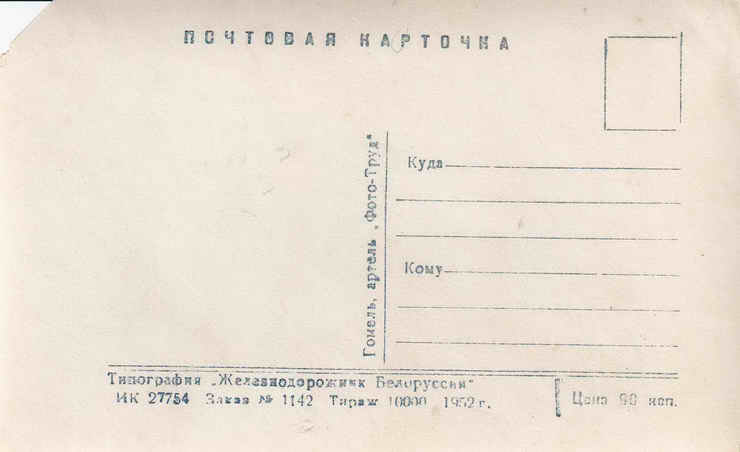 ПОЧТОВАЯ КАРТОЧКА
Куда
Кому
Гомель, артель „Фото-Труд"
Типография „Железнодорожник Белоруссии"
ИК 27754 Заказ № 1142 Тираж 10000 1952 г.
Цена 90 коп.